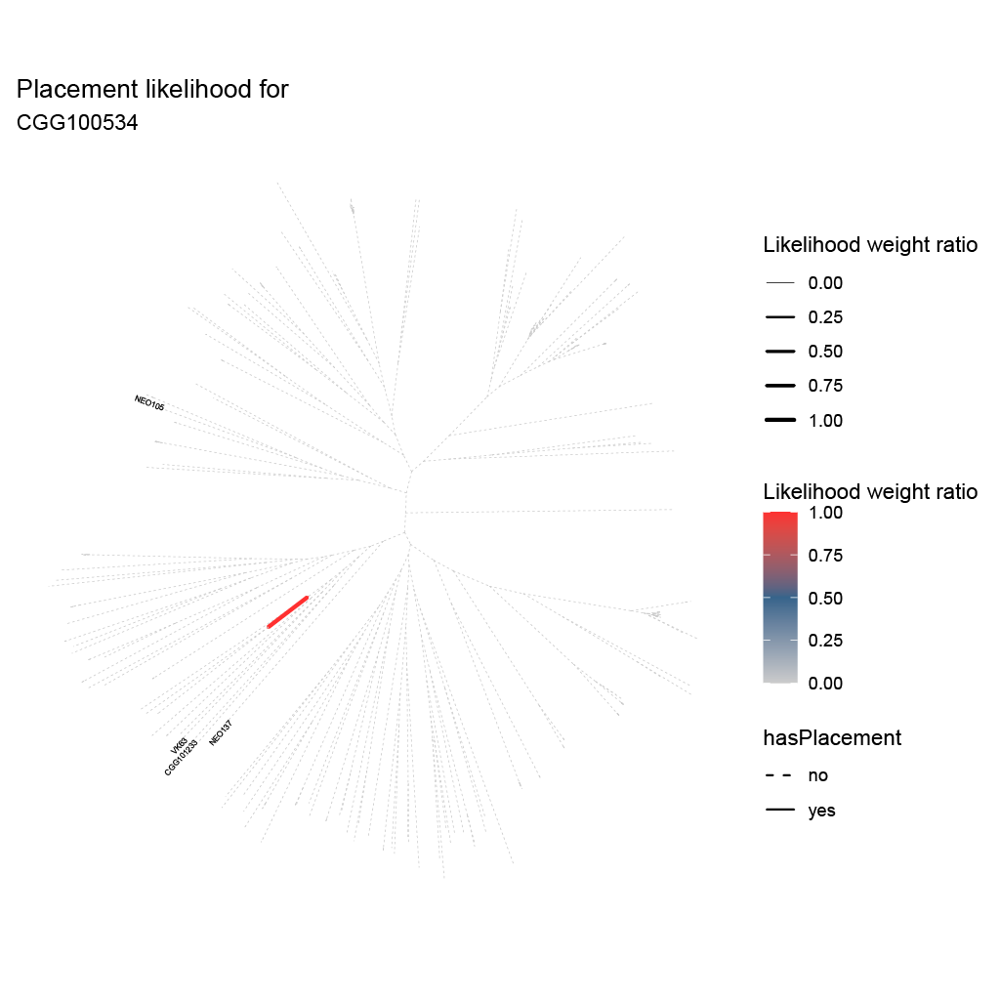 Placement likelihood for
CGG100534
NEO105
VK63
CGG101233
NEO137
Likelihood weight ratio
0.00
0.25
0.50
0.75
1.00
Likelihood weight ratio
1.00
0.75
0.50
0.25
0.00
hasPlacement
no
yes